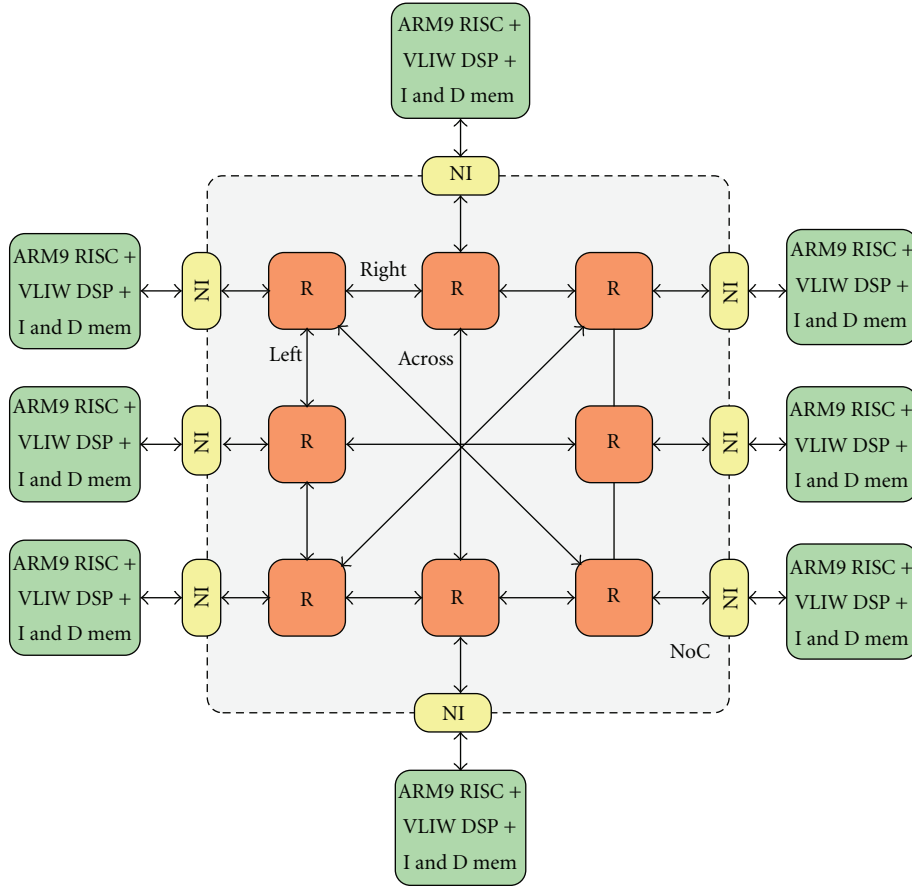 ARM9 RISC +
VLIW DSP +
I and D mem
NI
ARM9 RISC +
VLIW DSP +
I and D mem
NI
R
Right
R
R
NI
ARM9 RISC +
VLIW DSP +
I and D mem
Left
Across
ARM9 RISC +
VLIW DSP +
I and D mem
NI
R
R
NI
ARM9 RISC +
VLIW DSP +
I and D mem
ARM9 RISC +
VLIW DSP +
I and D mem
NI
R
R
R
NI
ARM9 RISC +
VLIW DSP +
I and D mem
NoC
NI
ARM9 RISC +
VLIW DSP +
I and D mem